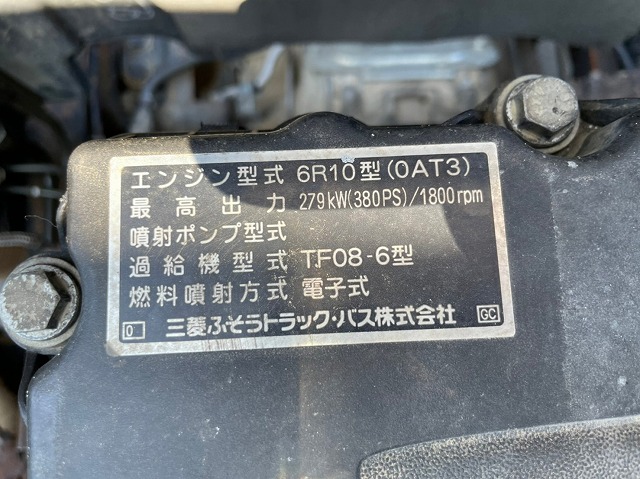 エンジン型式 6R10型(0AT3)
最高出力 279kW(380PS)/1800rpm
噴射ポンプ型式
過給機型式 TF08-6型
燃料噴射方式 電子式
0 三菱ふそうトラック・バス株式会社 GC